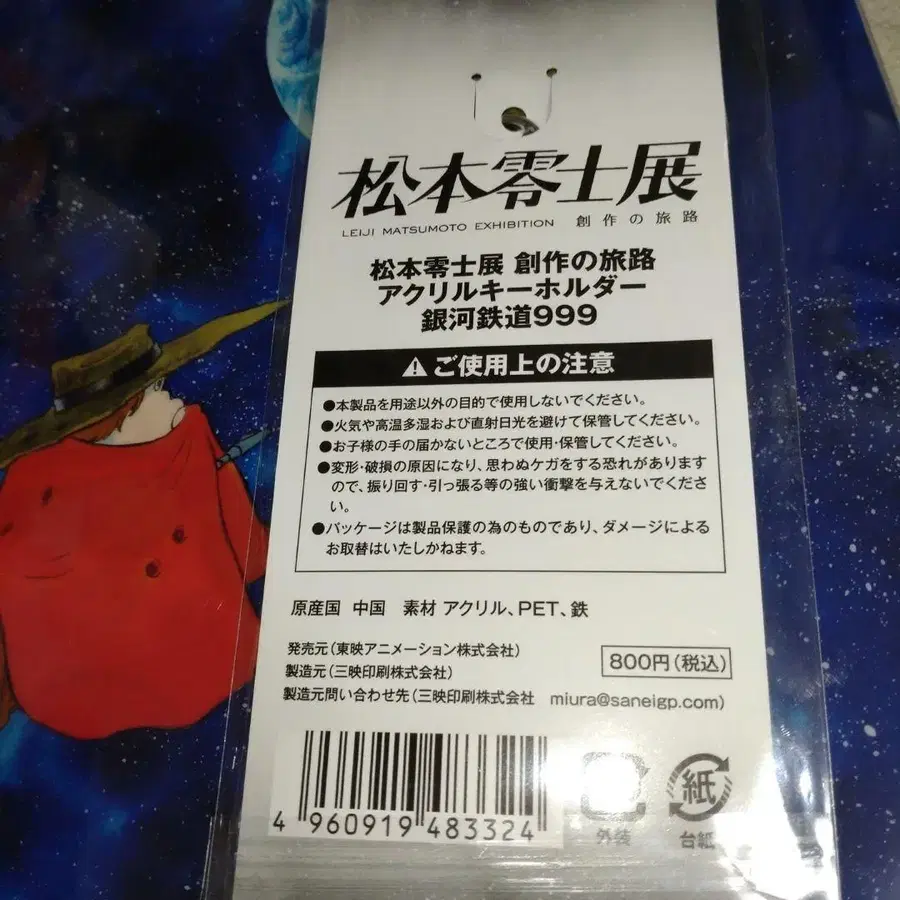 松本零士展
LEIJI MATSUMOTO EXHIBITION 創作の旅路
松本零士展 創作の旅路
アクリルキーホルダー
銀河鉄道999
ご使用上の注意
●本製品を用途以外の目的で使用しないでください。
●火気や高温多湿および直射日光を避けて保管してください。
●お子様の手の届かないところで使用・保管してください。
●変形・破損の原因になり、思わぬケガをする恐れがあります
ので、振り回す・引っ張る等の強い衝撃を与えないでくださ
い。
●パッケージは製品保護の為のものであり、ダメージによる
お取替はいたしかねます。
原産国 中国 素材 アクリル、PET、鉄
発売元(東映アニメーション株式会社)
製造元(三映印刷株式会社)
800円(税込)
製造元問い合わせ先(三映印刷株式会社 miura@saneigp.com)
4 960919 483324
外装
紙
台紙